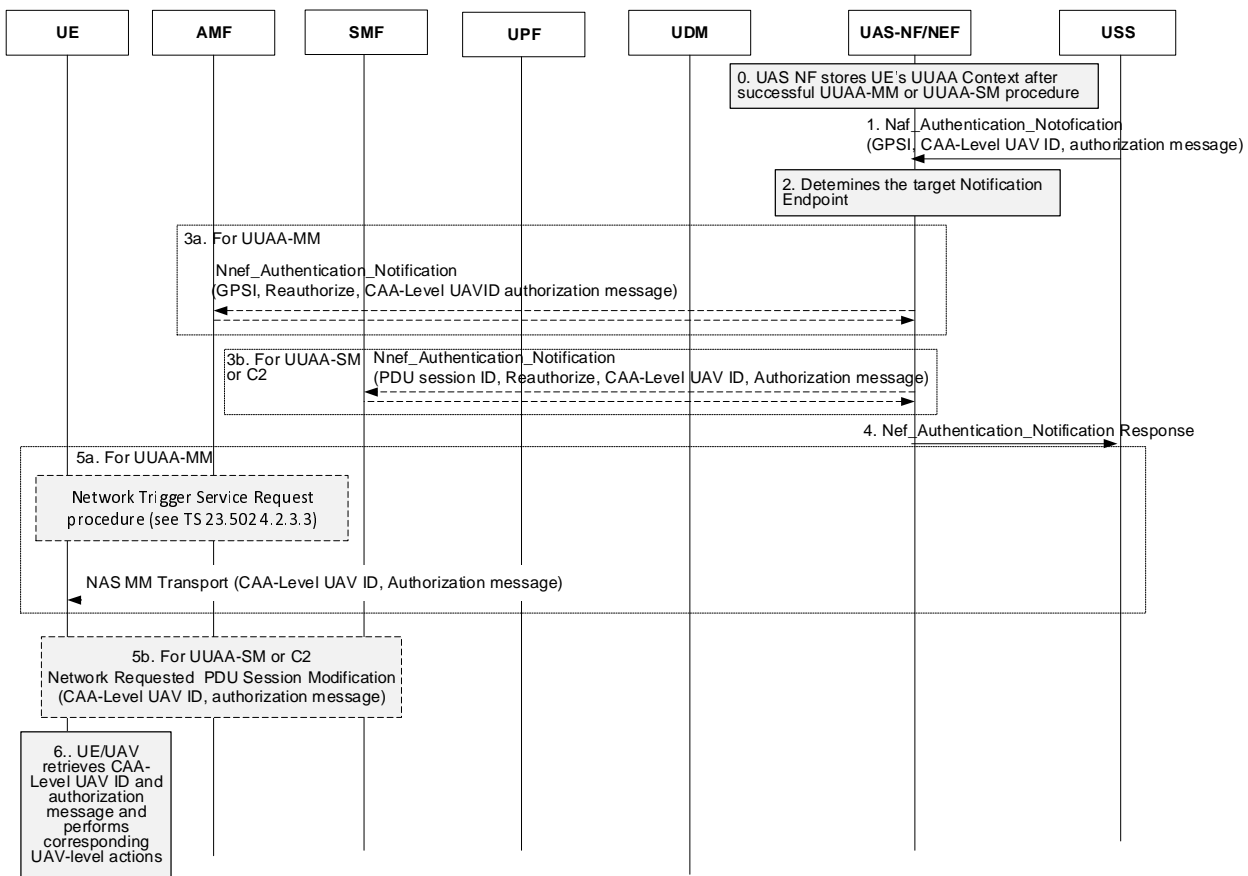 UE
AMF
SMF
UPF
UDM
UAS-NF/NEF
USS
0. UAS NF stores UE's UUAA Context after
successful UUAA-MM or UUAA-SM procedure
1. Naf_Authentication_Notofication
(GPSI, CAA-Level UAV ID, authorization message)
2. Detemines the target Notification
Endpoint
3a. For UUAA-MM
Nnef_Authentication_Notification
(GPSI, Reauthorize, CAA-Level UAVID authorization message)
3b. For UUAA-SM
or C2
Nnef_Authentication_Notification
(PDU session ID, Reauthorize, CAA-Level UAV ID, Authorization message)
4. Nef_Authentication_Notification Response
5a. For UUAA-MM
Network Trigger Service Request
procedure (see TS 23.502 4.2.3.3)
NAS MM Transport (CAA-Level UAV ID, Authorization message)
5b. For UUAA-SM or C2
Network Requested PDU Session Modification
(CAA-Level UAV ID, authorization message)
6.. UE/UAV
retrieves CAA-
Level UAV ID and
authorization
message and
performs
corresponding
UAV-level actions